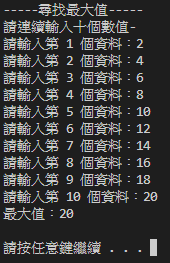 -----尋找最大值-----
請連續輸入十個數值-
請輸入第 1 個資料：2
請輸入第 2 個資料：4
請輸入第 3 個資料：6
請輸入第 4 個資料：8
請輸入第 5 個資料：10
請輸入第 6 個資料：12
請輸入第 7 個資料：14
請輸入第 8 個資料：16
請輸入第 9 個資料：18
請輸入第 10 個資料：20
最大值：20
請按任意鍵繼續 . . .